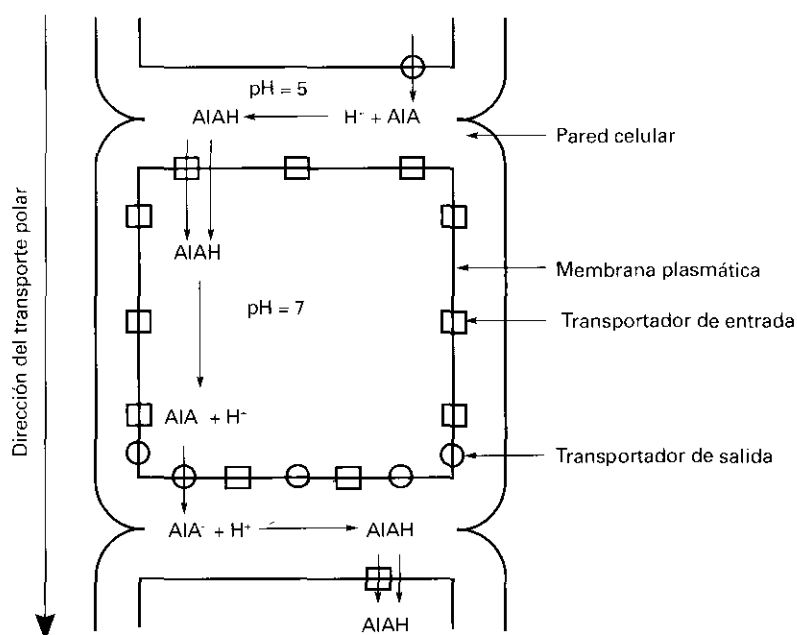 pH = 5
AIAH
H⁺ + AIA
Pared celular
Dirección del transporte polar
AIAH
Membrana plasmática
pH = 7
Transportador de entrada
AIA + H⁺
Transportador de salida
AIA⁻ + H⁺
AIAH
AIAH